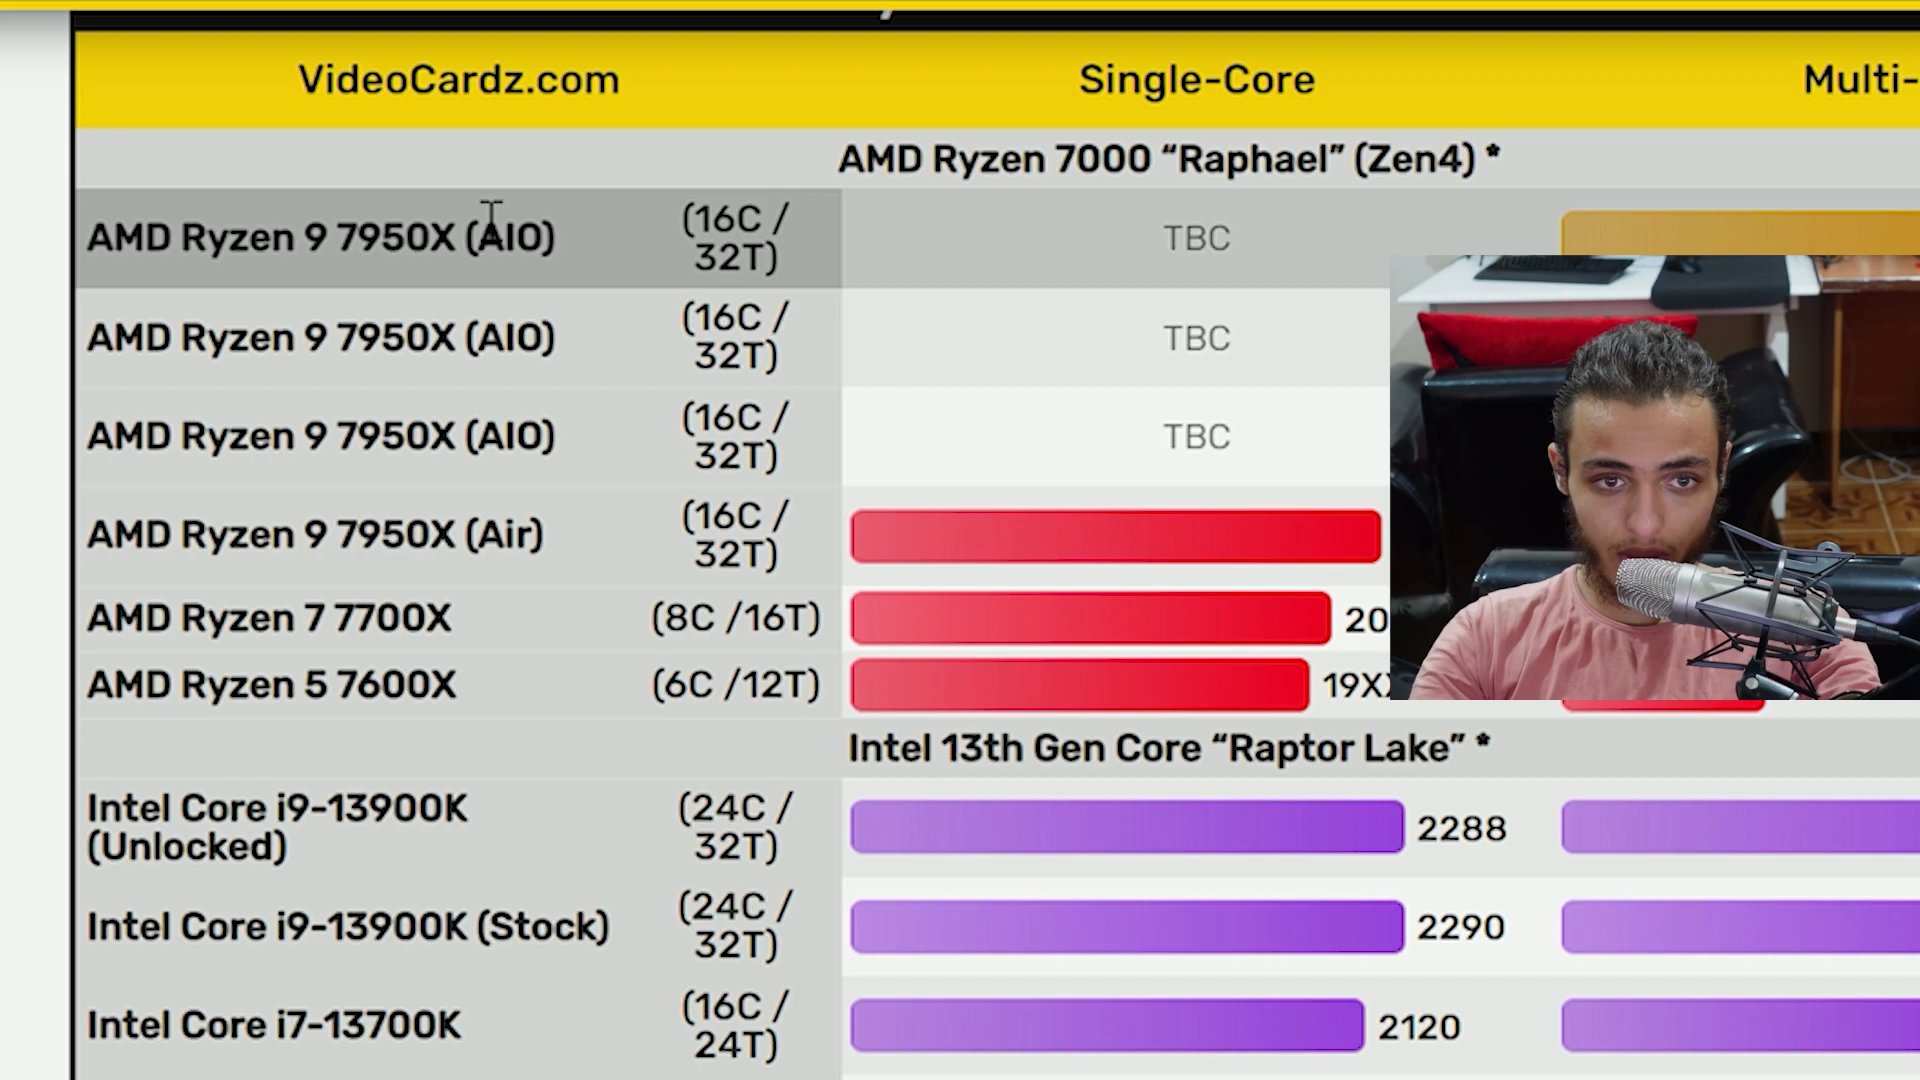 VideoCardz.com Single-Core Multi-
AMD Ryzen 7000 “Raphael” (Zen4) *
AMD Ryzen 9 7950X (AIO) (16C / 32T) TBC
AMD Ryzen 9 7950X (AIO) (16C / 32T) TBC
AMD Ryzen 9 7950X (AIO) (16C / 32T) TBC
AMD Ryzen 9 7950X (Air) (16C / 32T)
AMD Ryzen 7 7700X (8C /16T) 20
AMD Ryzen 5 7600X (6C /12T) 19X
Intel 13th Gen Core “Raptor Lake” *
Intel Core i9-13900K (Unlocked) (24C / 32T) 2288
Intel Core i9-13900K (Stock) (24C / 32T) 2290
Intel Core i7-13700K (16C / 24T) 2120